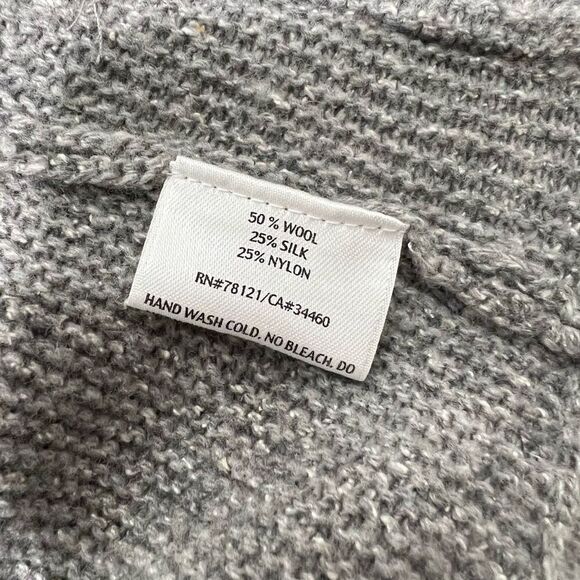 50 % WOOL
25% SILK
25% NYLON
RN#78121/CA#34460
HAND WASH COLD. NO BLEACH. DO